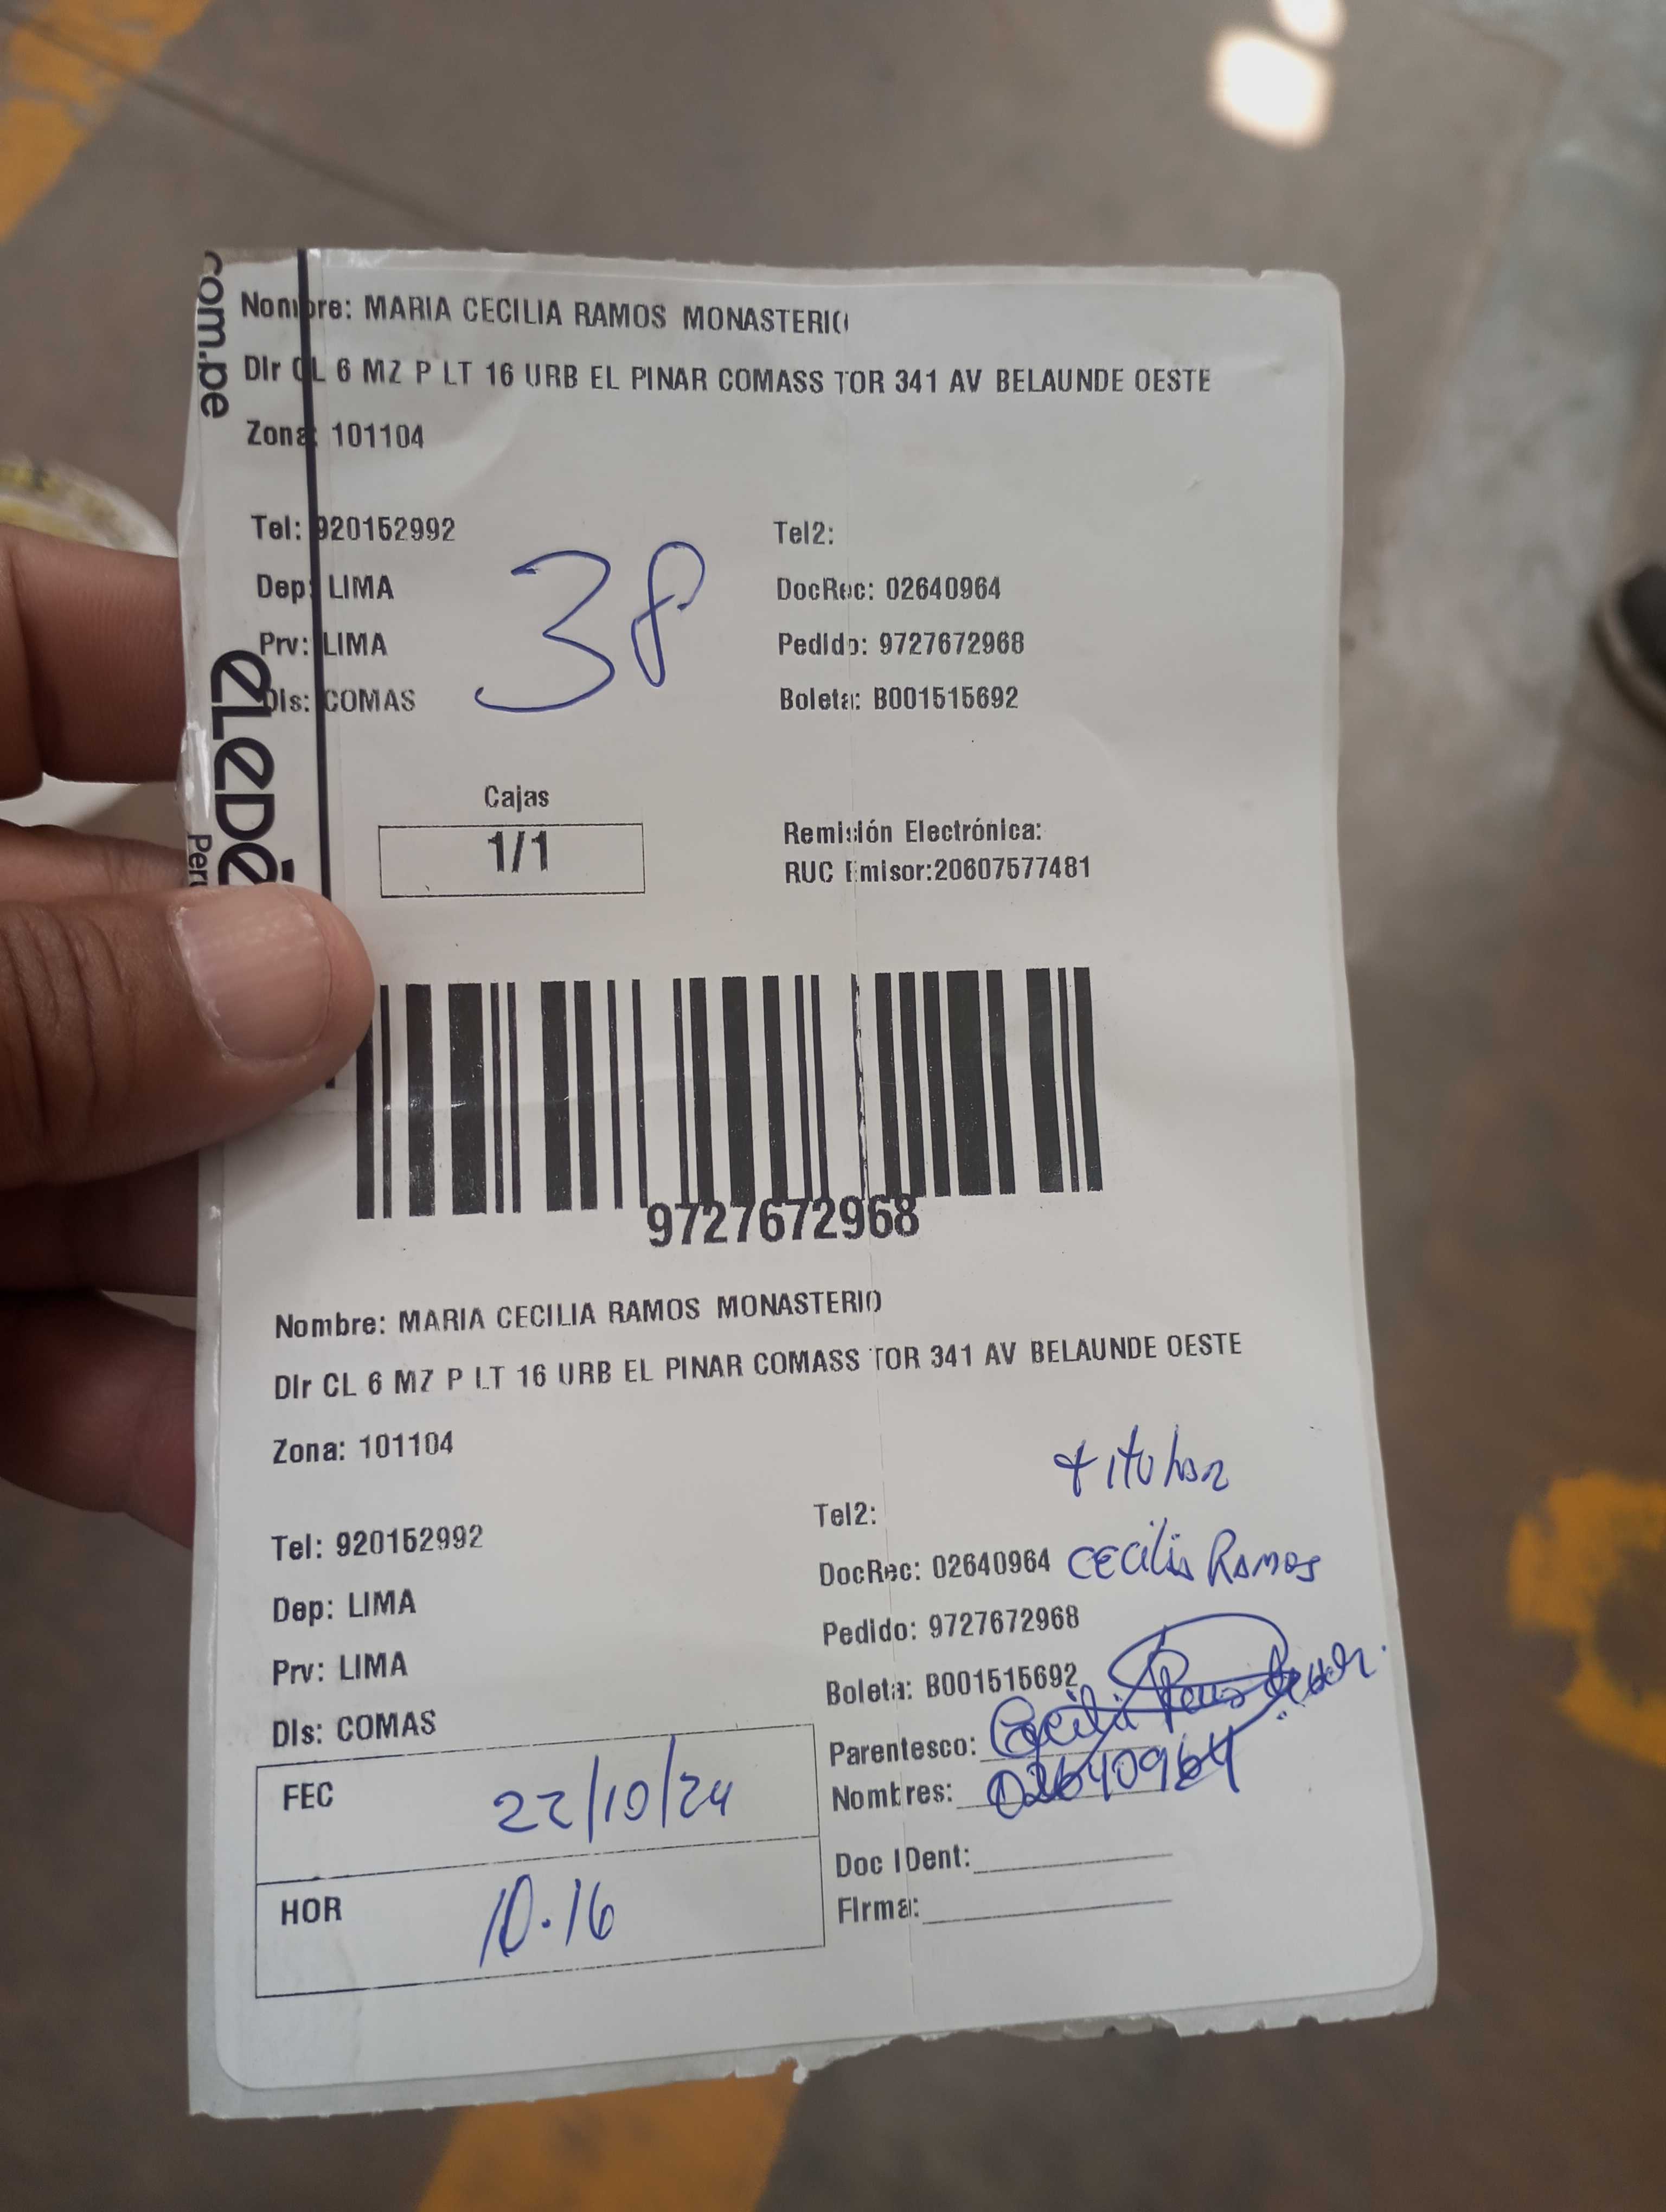 com.pe
Nombre: MARIA CECILIA RAMOS MONASTERIO
DIr CL 6 MZ P LT 16 URB EL PINAR COMASS TOR 341 AV BELAUNDE OESTE
Zona: 101104
Tel: 920152992
Tel2:
Dep: LIMA
38
DocRec: 02640964
Prv: LIMA
Pedido: 9727672968
DIs: COMAS
Boleta: B001515692
Cajas
1/1
Remisión Electrónica:
RUC Emisor:20607577481
9727672968
Nombre: MARIA CECILIA RAMOS MONASTERIO
DIr CL 6 MZ P LT 16 URB EL PINAR COMASS TOR 341 AV BELAUNDE OESTE
Zona: 101104
titular
Tel: 920152992
Tel2:
Dep: LIMA
DocRec: 02640964 CECilia RAMOS
Prv: LIMA
Pedido: 9727672968
DIs: COMAS
Boleta: B001515692
Parentesco: Cecilia
Nombres: 02640964
FEC 22/10/24
Doc IDent:
HOR 10.16
FIrma: